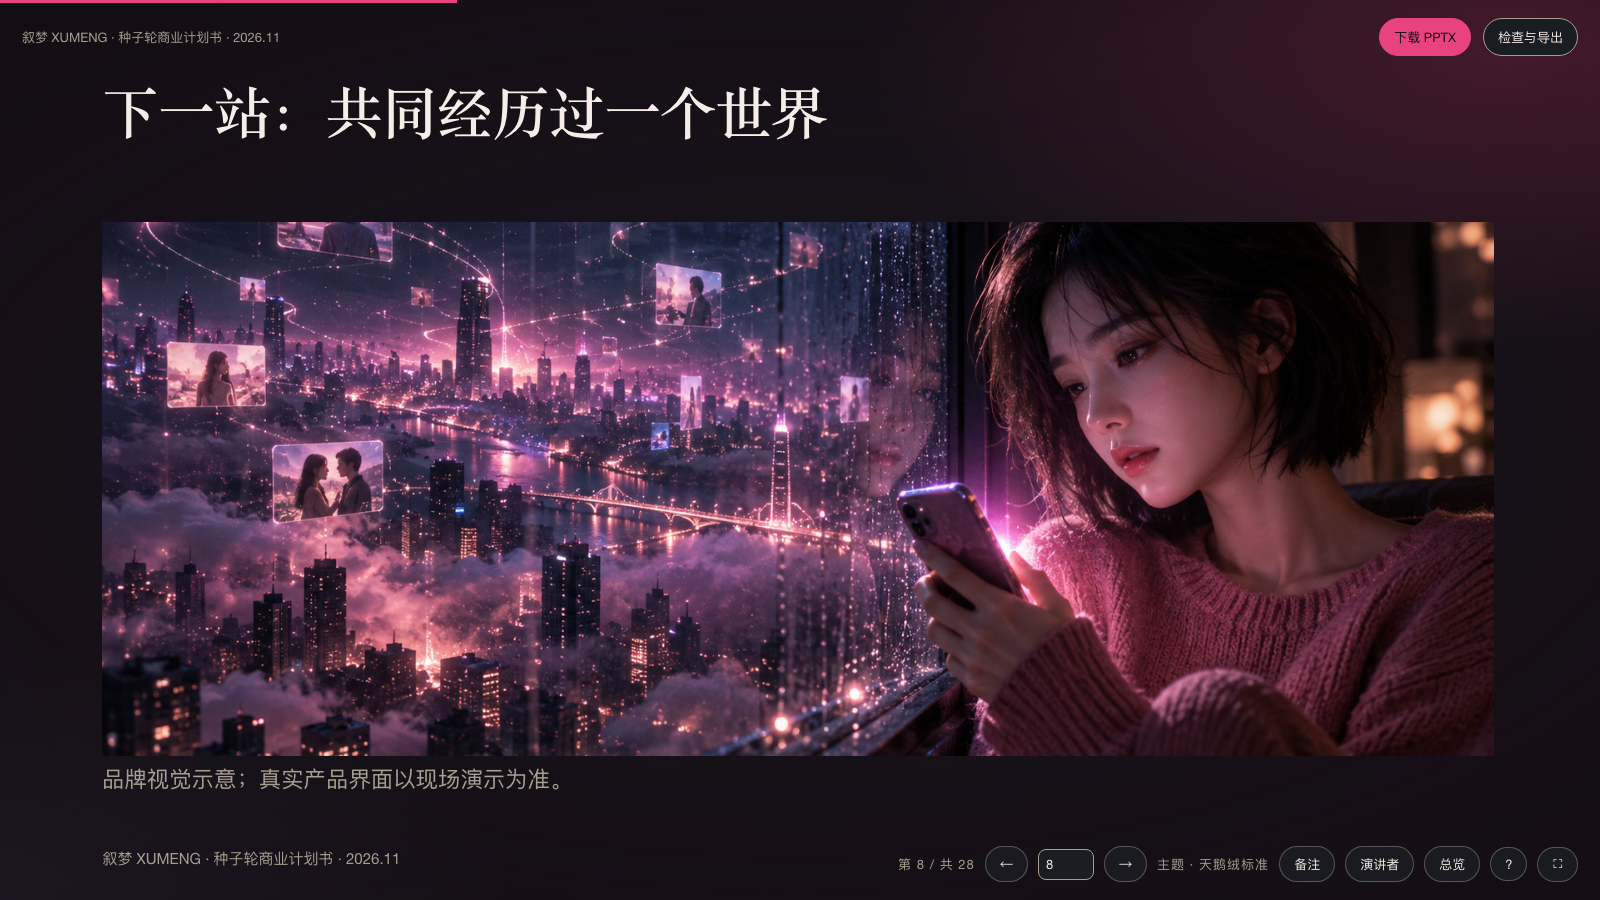 叙梦 XUMENG · 种子轮商业计划书 · 2026.11
下载 PPTX
检查与导出
下一站：共同经历过一个世界
品牌视觉示意；真实产品界面以现场演示为准。
叙梦 XUMENG · 种子轮商业计划书 · 2026.11
第 8 / 共 28
←
8
→
主题 · 天鹅绒标准
备注
演讲者
总览
?